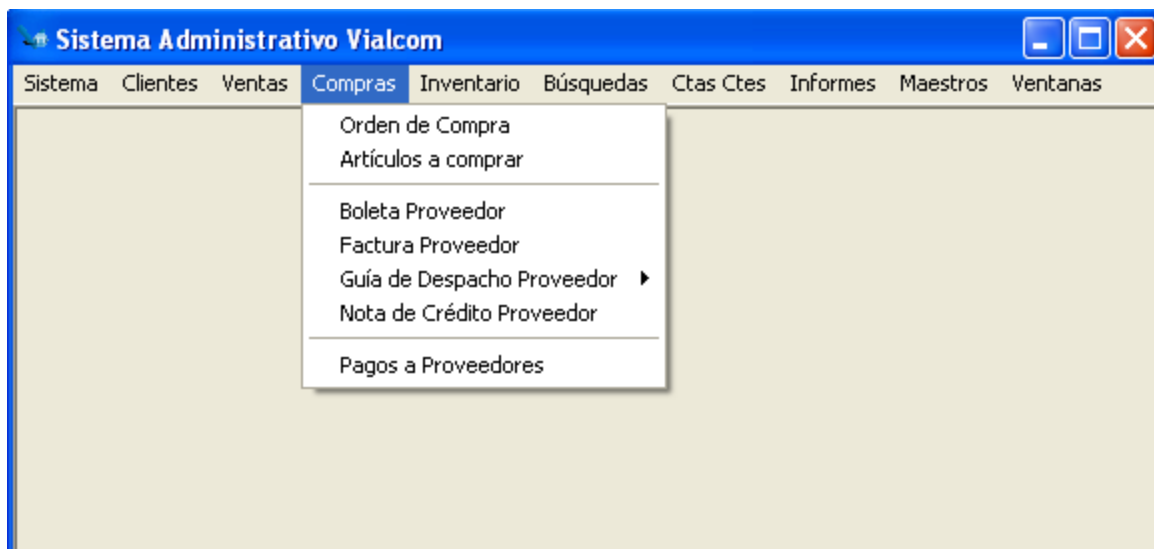 Sistema Administrativo Vialcom
Sistema Clientes Ventas Compras Inventario Búsquedas Ctas Ctes Informes Maestros Ventanas
Orden de Compra
Artículos a comprar
Boleta Proveedor
Factura Proveedor
Guía de Despacho Proveedor
Nota de Crédito Proveedor
Pagos a Proveedores